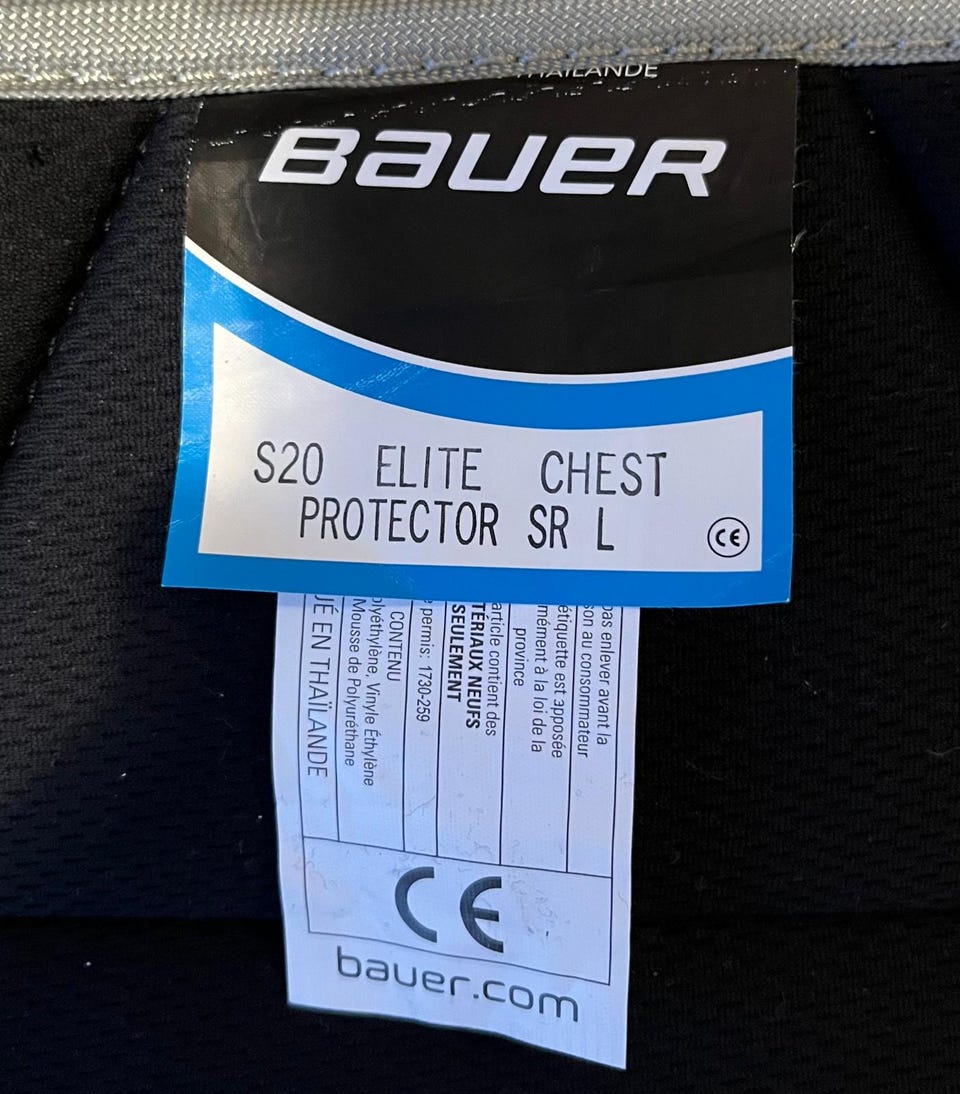 THAILANDE
BAUER
S20 ELITE CHEST
PROTECTOR SR L
CE
pas enlever avant la
son au consommateur
étiquette est apposée
mément à la loi de la
province
article contient des
TÉRIAUX NEUFS
SEULEMENT
permis: 1730-259
CONTENU
olyéthylène, Vinyle Éthylène
Mousse de Polyuréthane
UÉ EN THAÏLANDE
CE
bauer.com